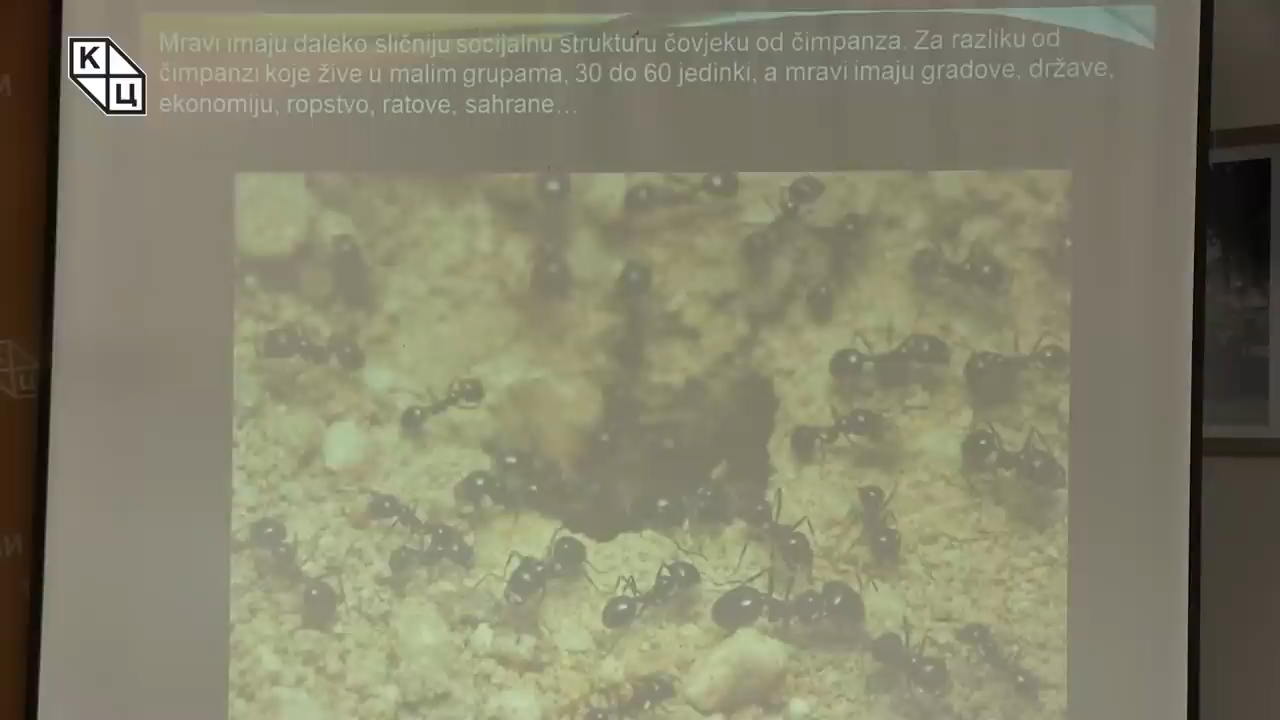 Mravi imaju daleko sličniju socijalnu strukturu čovjeku od čimpanza. Za razliku od
čimpanzi koje žive u malim grupama, 30 do 60 jedinki, a mravi imaju gradove, države,
ekonomiju, ropstvo, ratove, sahrane…
К
Ц